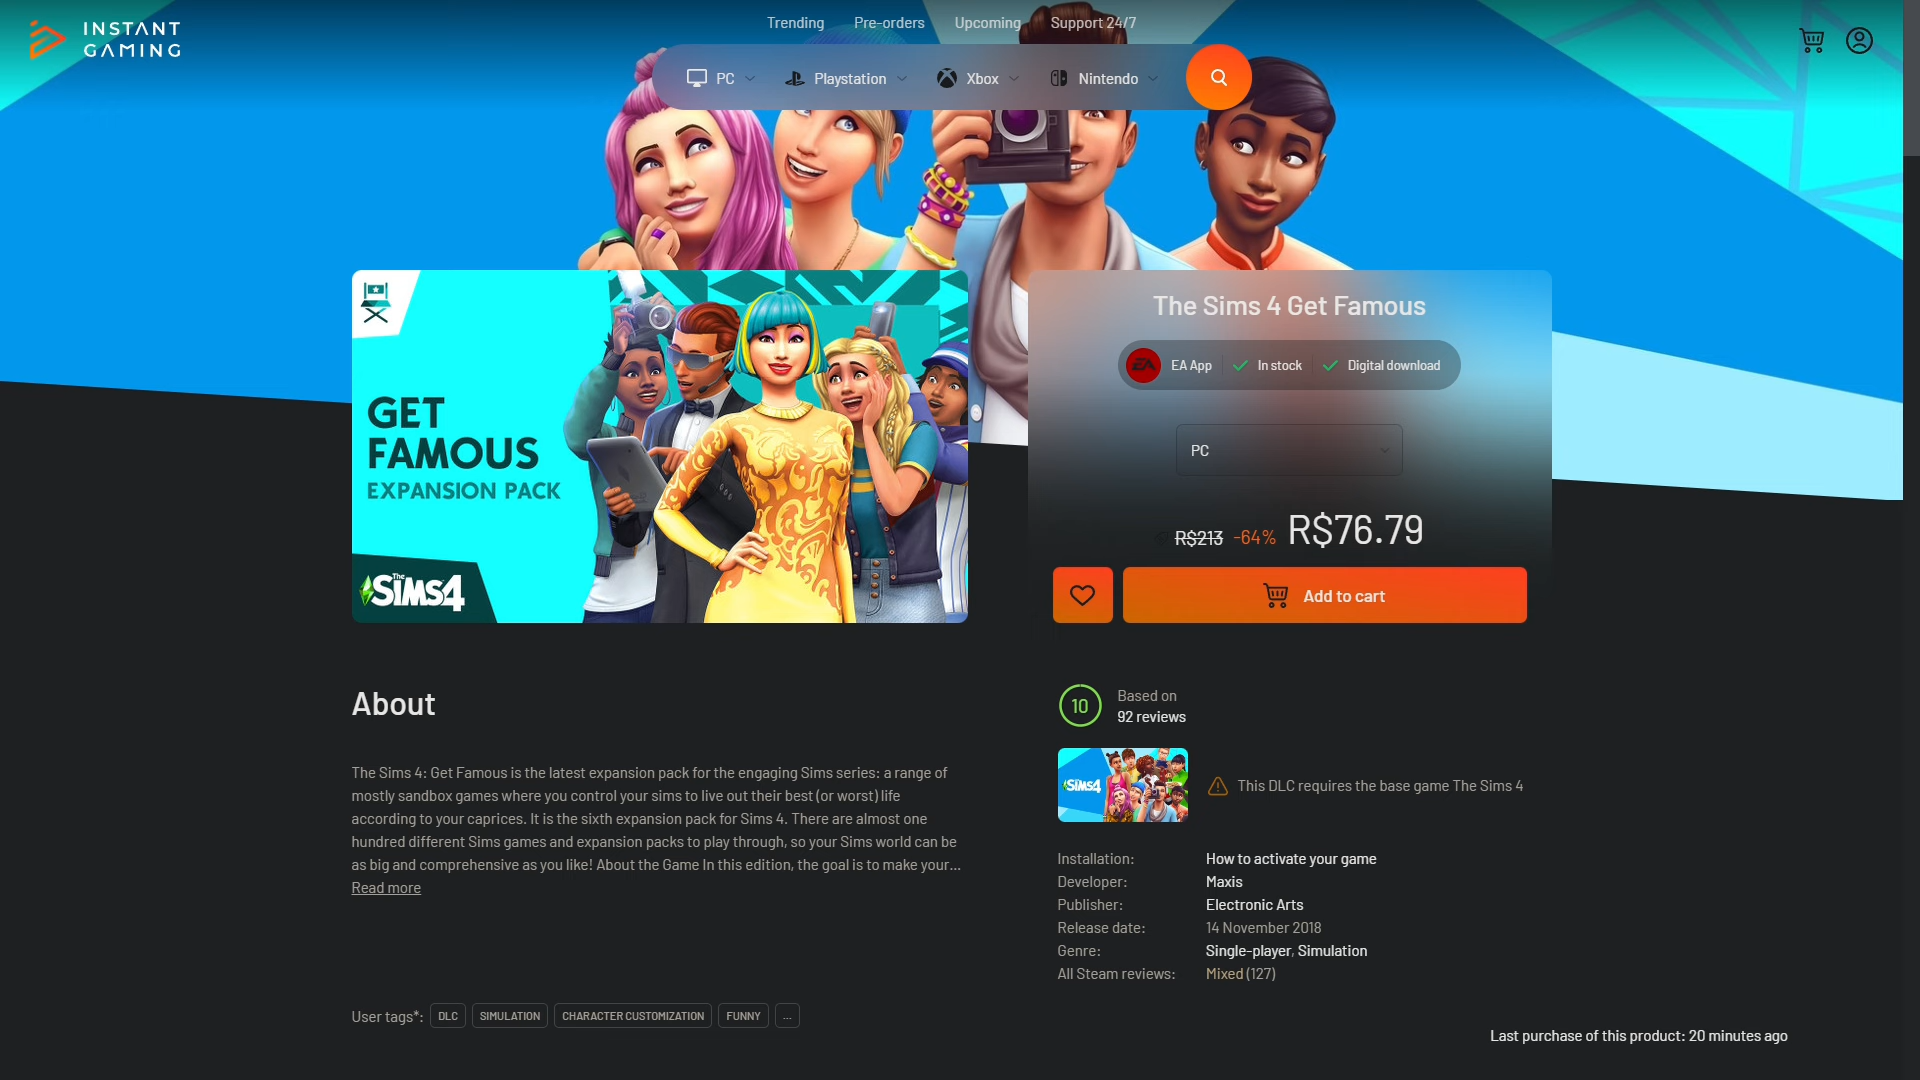 INSTANT
GAMING
Trending
Pre-orders
Upcoming
Support 24/7
PC
Playstation
Xbox
Nintendo
GET
FAMOUS
EXPANSION PACK
The
SiMS4
The Sims 4 Get Famous
EA
EA App
In stock
Digital download
PC
R$213
-64%
R$76.79
Add to cart
About
The Sims 4: Get Famous is the latest expansion pack for the engaging Sims series: a range of
mostly sandbox games where you control your sims to live out their best (or worst) life
according to your caprices. It is the sixth expansion pack for Sims 4. There are almost one
hundred different Sims games and expansion packs to play through, so your Sims world can be
as big and comprehensive as you like! About the Game In this edition, the goal is to make your...
Read more
User tags*:
DLC
SIMULATION
CHARACTER CUSTOMIZATION
FUNNY
...
10
Based on
92 reviews
SiMS4
This DLC requires the base game The Sims 4
Installation: How to activate your game
Developer: Maxis
Publisher: Electronic Arts
Release date: 14 November 2018
Genre: Single-player, Simulation
All Steam reviews: Mixed (127)
Last purchase of this product: 20 minutes ago